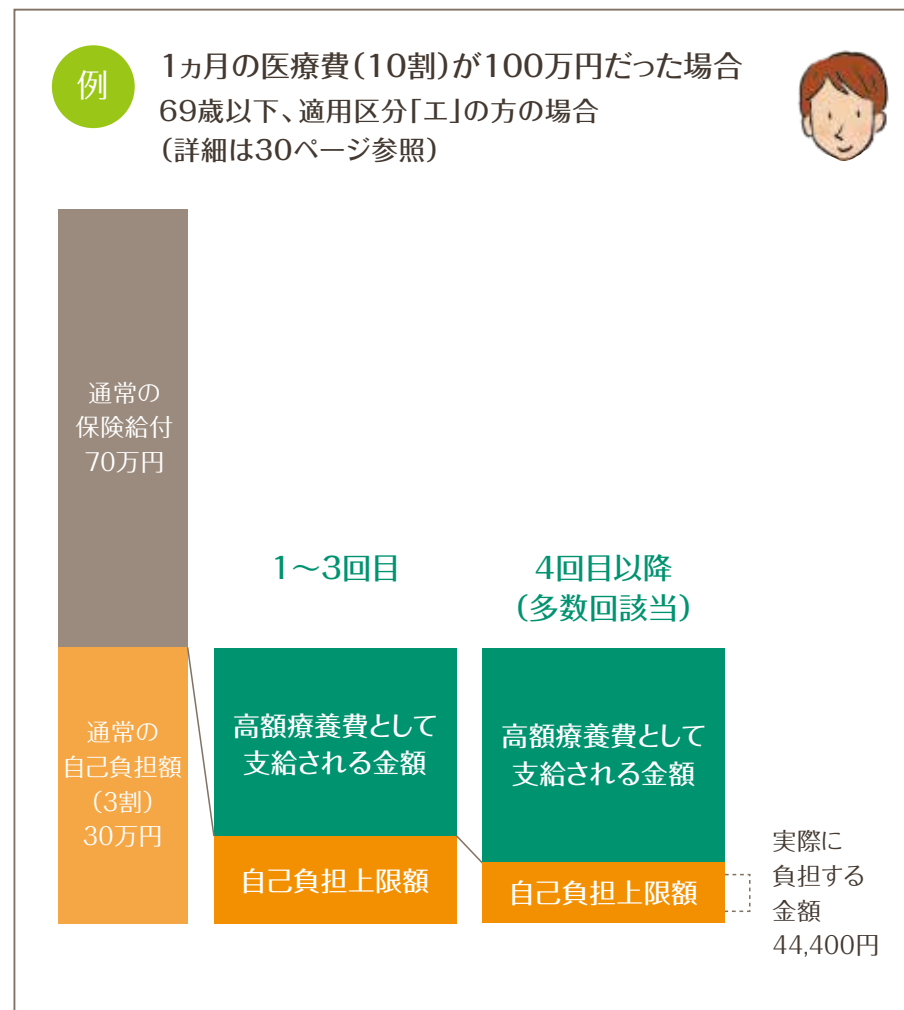 例
1ヵ月の医療費（10割）が100万円だった場合
69歳以下、適用区分「エ」の方の場合
（詳細は30ページ参照）
通常の
保険給付
70万円
通常の
自己負担額
（3割）
30万円
1～3回目
高額療養費として
支給される金額
自己負担上限額
4回目以降
（多数回該当）
高額療養費として
支給される金額
自己負担上限額
実際に
負担する
金額
44,400円